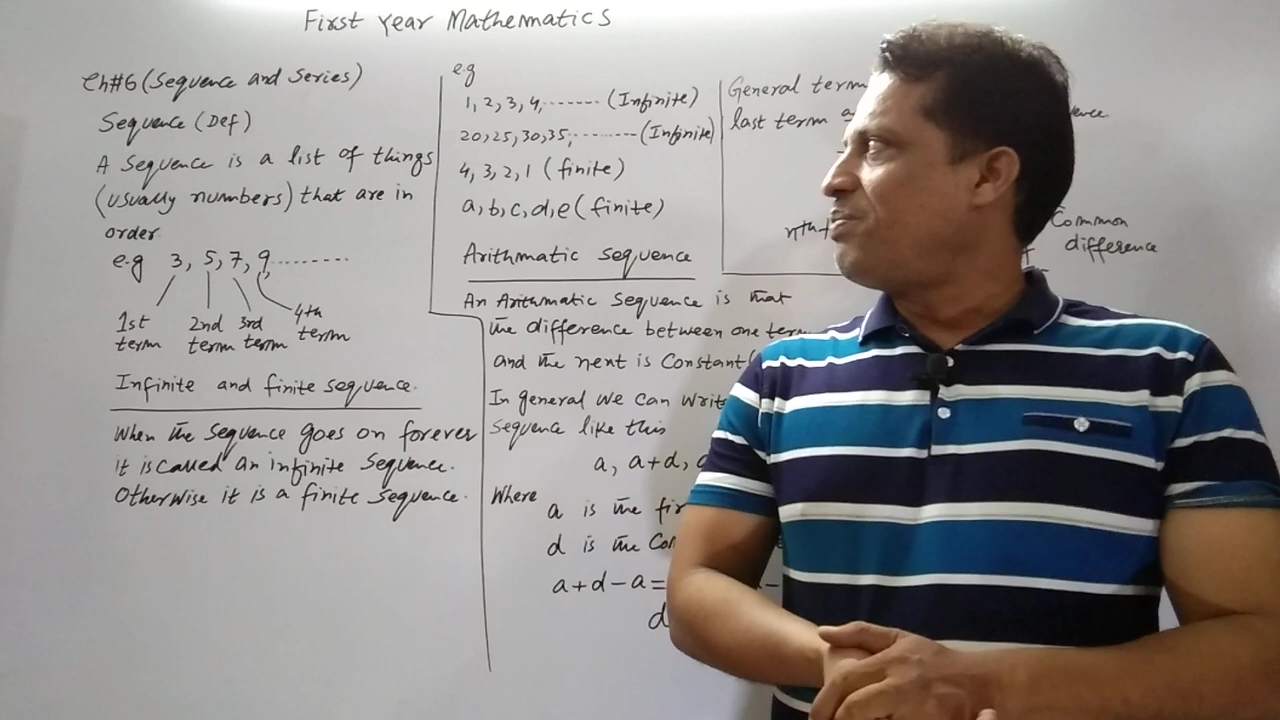 First year Mathematics
Ch#6 (Sequence and Series)
Sequence (Def)
A Sequence is a list of things
(usually numbers) that are in
order
e.g 3, 5, 7, 9,...........
1st 2nd 3rd 4th
term term term term
Infinite and finite sequence.
When the sequence goes on forever
it is called an infinite sequence.
Otherwise it is a finite sequence.
e.g
1, 2, 3, 4,....... (Infinite)
20, 25, 30, 35,......... (Infinite)
4, 3, 2, 1 (finite)
a, b, c, d, e (finite)
Arithmatic sequence
An Arithmatic Sequence is that
the difference between one term
and the next is Constant
In general we can write
Sequence like this
a, a+d,
Where
a is the
d is the
a+d-a=
d
General term
last term
Common
difference